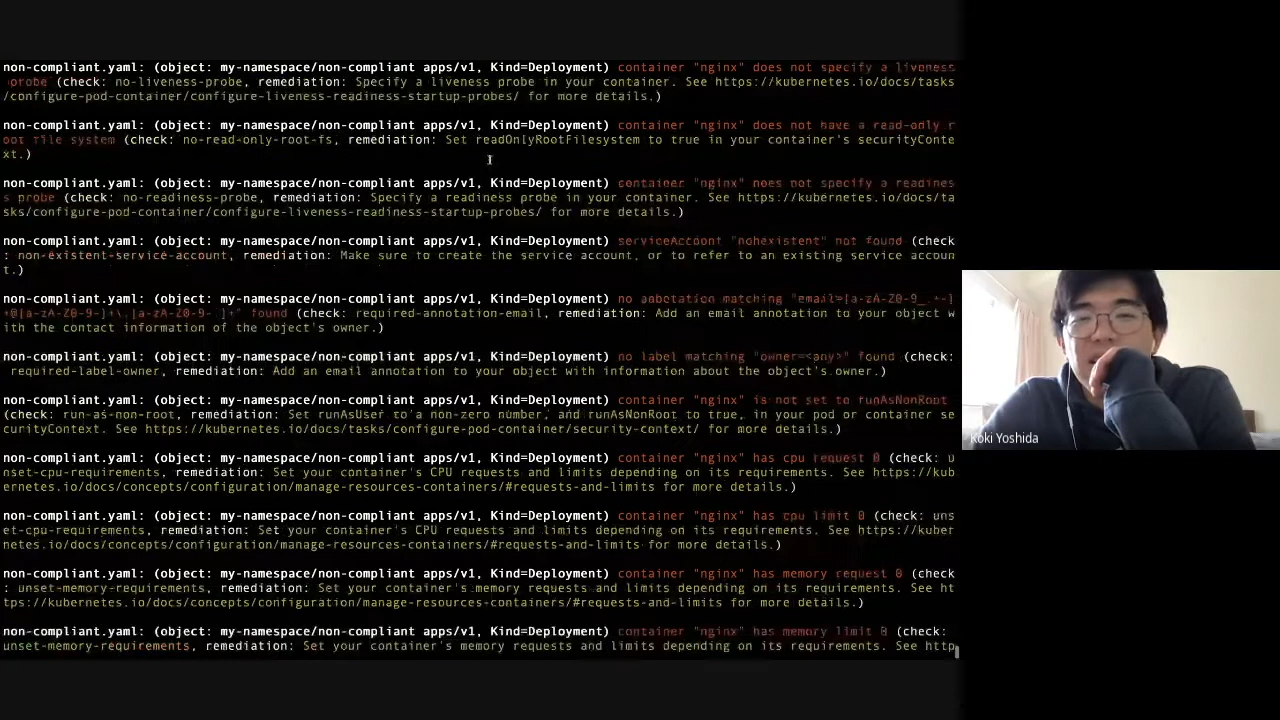 non-compliant.yaml: (object: my-namespace/non-compliant apps/v1, Kind=Deployment) container "nginx" does not specify a liveness
probe (check: no-liveness-probe, remediation: Specify a liveness probe in your container. See https://kubernetes.io/docs/tasks
/configure-pod-container/configure-liveness-readiness-startup-probes/ for more details.)
non-compliant.yaml: (object: my-namespace/non-compliant apps/v1, Kind=Deployment) container "nginx" does not have a read-only r
oot file system (check: no-read-only-root-fs, remediation: Set readOnlyRootFilesystem to true in your container's securityConte
xt.)
non-compliant.yaml: (object: my-namespace/non-compliant apps/v1, Kind=Deployment) container "nginx" does not specify a readines
s probe (check: no-readiness-probe, remediation: Specify a readiness probe in your container. See https://kubernetes.io/docs/ta
sks/configure-pod-container/configure-liveness-readiness-startup-probes/ for more details.)
non-compliant.yaml: (object: my-namespace/non-compliant apps/v1, Kind=Deployment) serviceAccount "nonexistent" not found (check
: non-existent-service-account, remediation: Make sure to create the service account, or to refer to an existing service accoun
t.)
non-compliant.yaml: (object: my-namespace/non-compliant apps/v1, Kind=Deployment) no annotation matching
found (check: required-annotation-email, remediation: Add an email annotation to your object w
ith the contact information of the object's owner.)
non-compliant.yaml: (object: my-namespace/non-compliant apps/v1, Kind=Deployment) no label matching "owner=<any>" found (check:
required-label-owner, remediation: Add an email annotation to your object with information about the object's owner.)
non-compliant.yaml: (object: my-namespace/non-compliant apps/v1, Kind=Deployment) container "nginx" is not set to runAsNonRoot
(check: run-as-non-root, remediation: Set runAsUser to a non-zero number, and runAsNonRoot to true, in your pod or container se
curityContext. See https://kubernetes.io/docs/tasks/configure-pod-container/security-context/ for more details.)
non-compliant.yaml: (object: my-namespace/non-compliant apps/v1, Kind=Deployment) container "nginx" has cpu request 0 (check: u
nset-cpu-requirements, remediation: Set your container's CPU requests and limits depending on its requirements. See https://kub
ernetes.io/docs/concepts/configuration/manage-resources-containers/#requests-and-limits for more details.)
non-compliant.yaml: (object: my-namespace/non-compliant apps/v1, Kind=Deployment) container "nginx" has cpu limit 0 (check: uns
et-cpu-requirements, remediation: Set your container's CPU requests and limits depending on its requirements. See https://kuber
netes.io/docs/concepts/configuration/manage-resources-containers/#requests-and-limits for more details.)
non-compliant.yaml: (object: my-namespace/non-compliant apps/v1, Kind=Deployment) container "nginx" has memory request 0 (check
: unset-memory-requirements, remediation: Set your container's memory requests and limits depending on its requirements. See ht
tps://kubernetes.io/docs/concepts/configuration/manage-resources-containers/#requests-and-limits for more details.)
non-compliant.yaml: (object: my-namespace/non-compliant apps/v1, Kind=Deployment) container "nginx" has memory limit 0 (check:
unset-memory-requirements, remediation: Set your container's memory requests and limits depending on its requirements. See http
Koki Yoshida